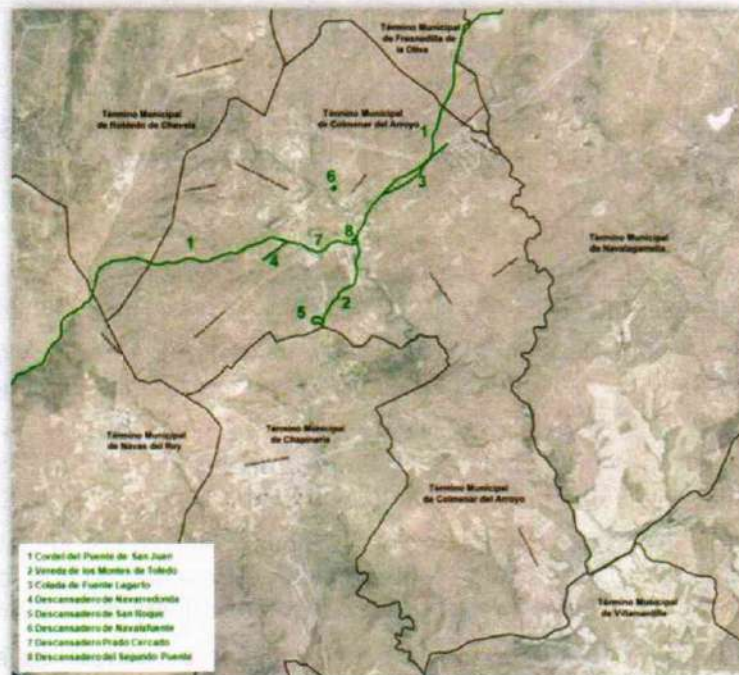 Término Municipal
de Fresnedilla de
la Oliva
Término Municipal
de Robledo de Chavela
Término Municipal
de Colmenar del Arroyo
1
3
6
8
7
1
4
2
5
Término Municipal
de Navalagamella
Término Municipal
de Navas del Rey
Término Municipal
de Chapinería
Término Municipal
de Colmenar del Arroyo
Término Municipal
de Villamantilla
1 Cordel del Puente de San Juan
2 Vereda de los Montes de Toledo
3 Colada de Fuente Lagarto
4 Descansadero de Navarredonda
5 Descansadero de San Roque
6 Descansadero de Navalafuente
7 Descansadero Prado Cercado
8 Descansadero del Segundo Puente